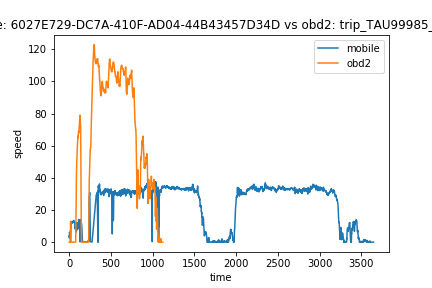 e: 6027E729-DC7A-410F-AD04-44B43457D34D vs obd2: trip_TAU99985_
mobile
obd2
speed
120
100
80
60
40
20
0
0 500 1000 1500 2000 2500 3000 3500
time